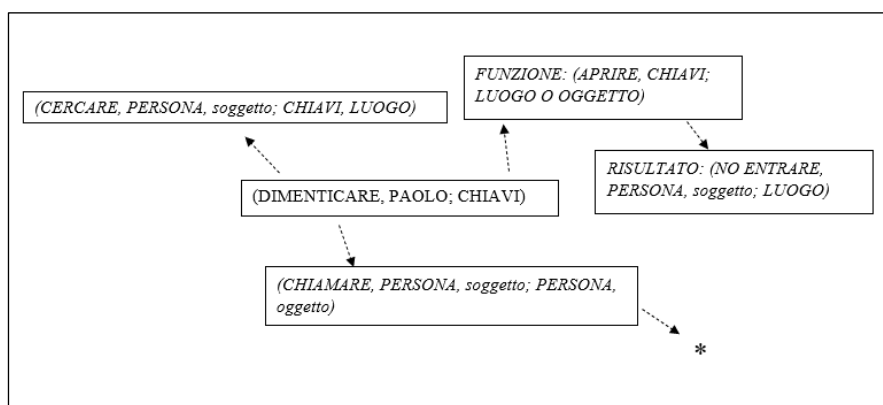 FUNZIONE: (APRIRE, CHIAVI;
LUOGO O OGGETTO)
(CERCARE, PERSONA, soggetto; CHIAVI, LUOGO)
RISULTATO: (NO ENTRARE,
PERSONA, soggetto; LUOGO)
(DIMENTICARE, PAOLO; CHIAVI)
(CHIAMARE, PERSONA, soggetto; PERSONA,
oggetto)
*